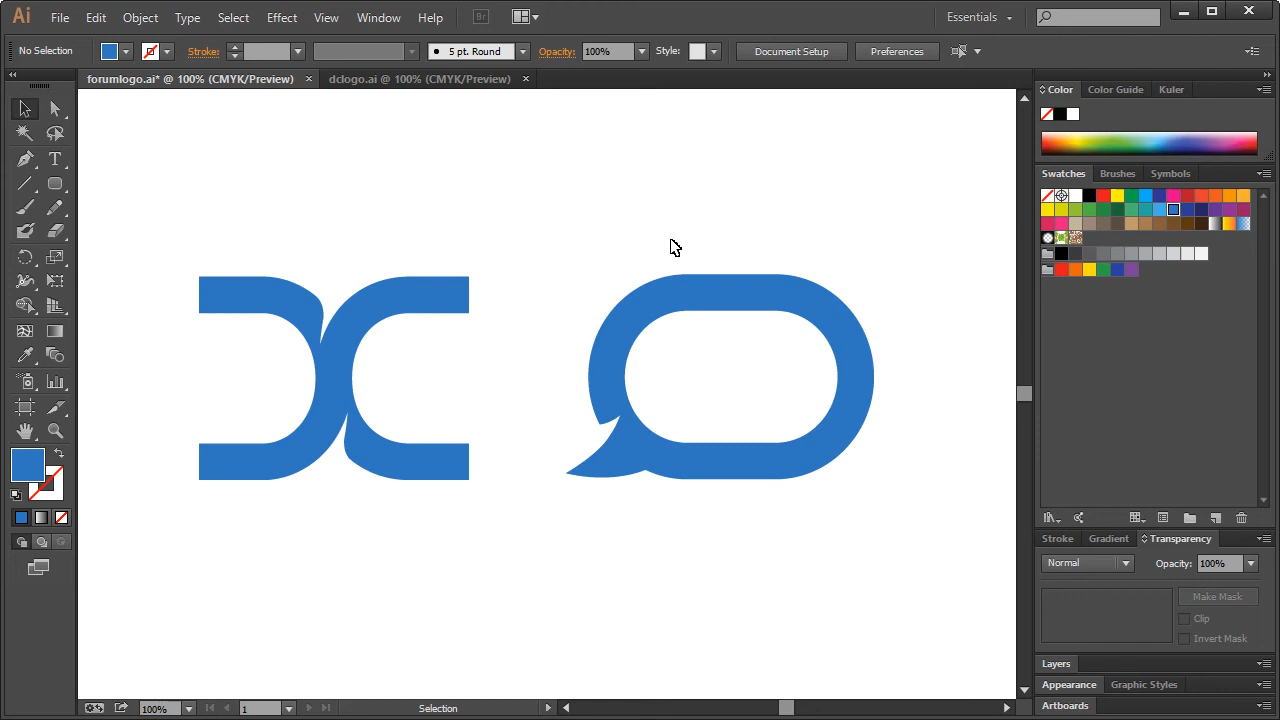 Ai File Edit Object Type Select Effect View Window Help Br Essentials
No Selection Stroke: 5 pt. Round Opacity: 100% Style: Document Setup Preferences
forumlogo.ai* @ 100% (CMYK/Preview) × dclogo.ai @ 100% (CMYK/Preview) ×
Color Color Guide Kuler
Swatches Brushes Symbols
Stroke Gradient Transparency
Normal Opacity: 100%
Make Mask
Clip
Invert Mask
Layers
Appearance Graphic Styles
Artboards
100% 1 Selection